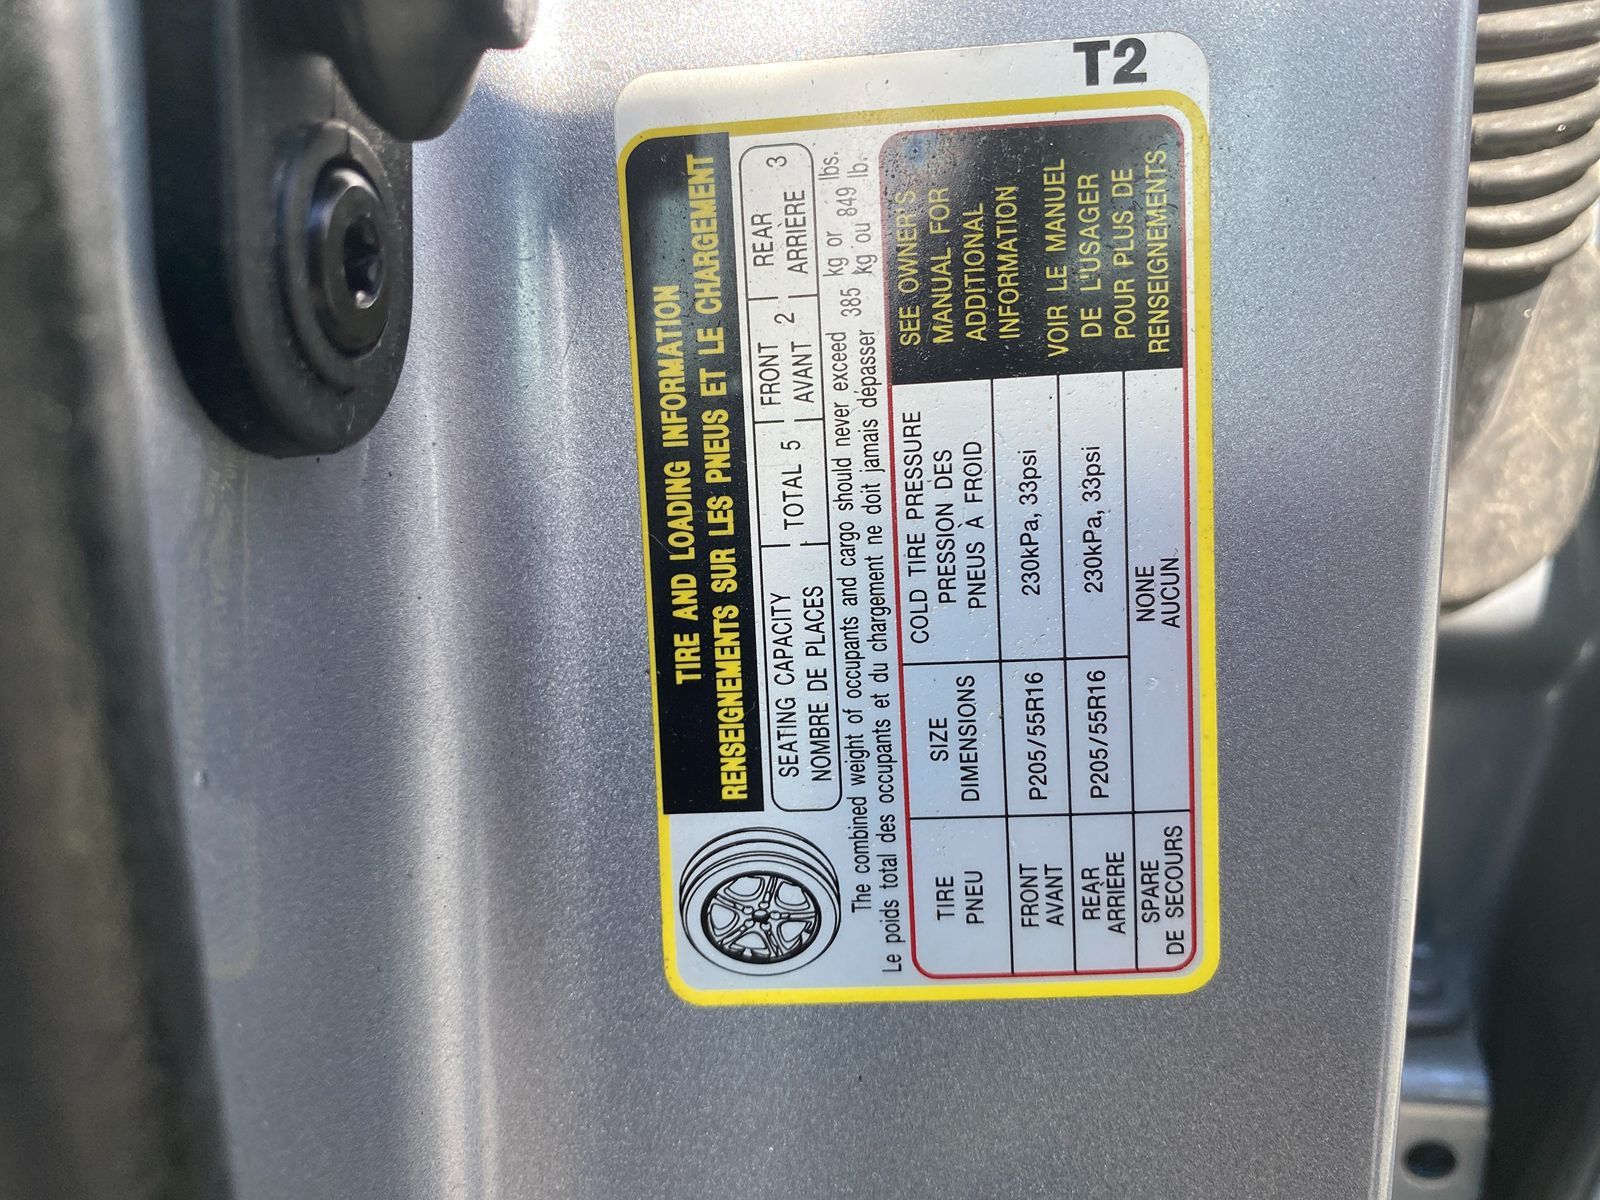 T2
TIRE AND LOADING INFORMATION
RENSEIGNEMENTS SUR LES PNEUS ET LE CHARGEMENT
SEATING CAPACITY
NOMBRE DE PLACES
TOTAL 5
FRONT
AVANT 2
REAR
ARRIÈRE 3
The combined weight of occupants and cargo should never exceed 385 kg or 849 lbs.
Le poids total des occupants et du chargement ne doit jamais dépasser 385 kg ou 849 lb.
TIRE
PNEU
SIZE
DIMENSIONS
COLD TIRE PRESSURE
PRESSION DES
PNEUS À FROID
FRONT
AVANT
P205/55R16
230kPa, 33psi
REAR
ARRIÈRE
P205/55R16
230kPa, 33psi
SPARE
DE SECOURS
NONE
AUCUN
SEE OWNER'S
MANUAL FOR
ADDITIONAL
INFORMATION
VOIR LE MANUEL
DE L'USAGER
POUR PLUS DE
RENSEIGNEMENTS